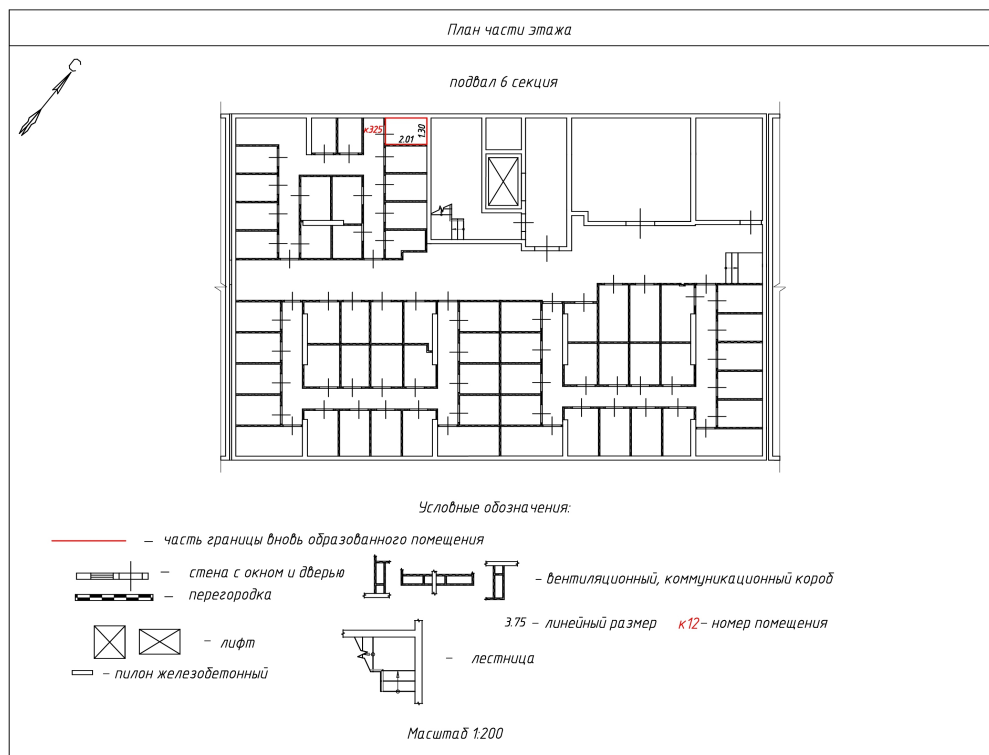 План части этажа
С
подвал 6 секция
к325
2.01
1.30
Условные обозначения:
– часть границы вновь образованного помещения
– стена с окном и дверью
– перегородка
– вентиляционный, коммуникационный короб
3.75 – линейный размер
к12 – номер помещения
– лифт
– лестница
– пилон железобетонный
Масштаб 1:200